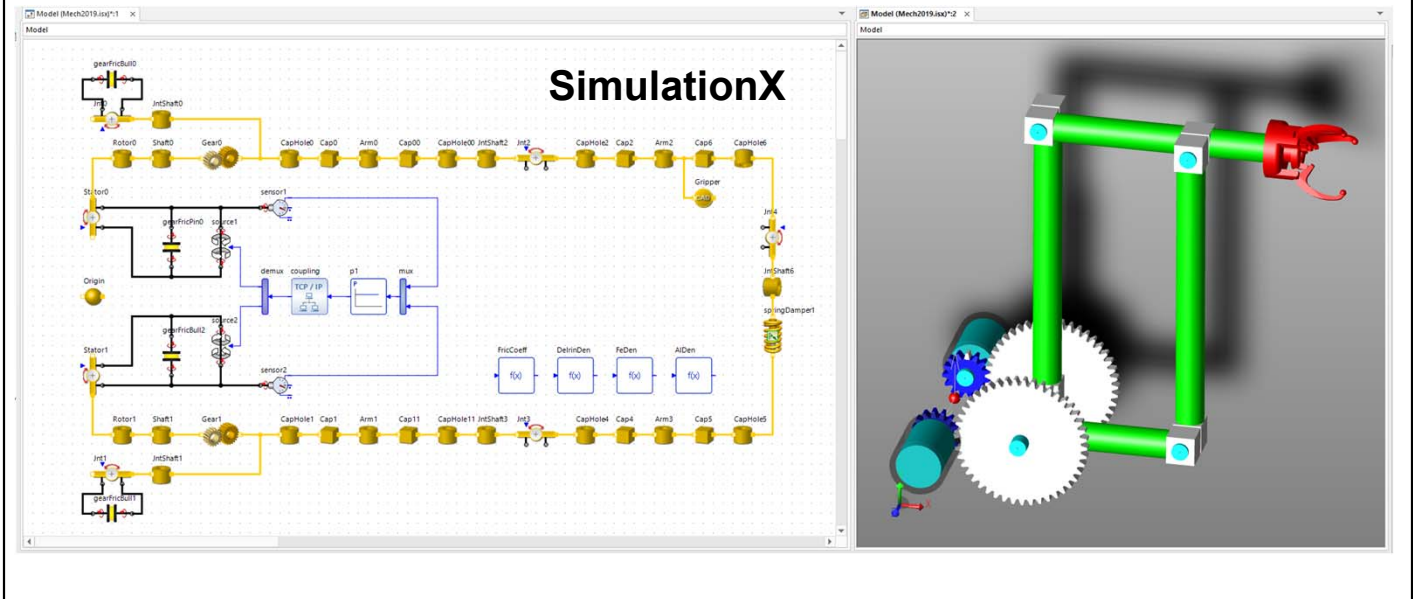 Model (Mech2019.isx)*:1
Model (Mech2019.isx)*:2
Model
Model
SimulationX
gearFricBull0
Jnt0
JntShaft0
Rotor0 Shaft0 Gear0 CapHole0 Cap0 Arm0 Cap00 CapHole00 JntShaft2 Jnt2 CapHole2 Cap2 Arm2 Cap6 CapHole6
Gripper
CAD
Stator0
sensor1
gearFricPin0 source1
Jnt4
demux coupling p1 mux
TCP / IP
P
JntShaft6
Origin
springDamper1
gearFricBull2 source2
Stator1
sensor2
FricCoeff DelrinDen FeDen AlDen
f(x) f(x) f(x) f(x)
Rotor1 Shaft1 Gear1 CapHole1 Cap1 Arm1 Cap11 CapHole11 JntShaft3 Jnt3 CapHole4 Cap4 Arm3 Cap5 CapHole5
Jnt1
JntShaft1
gearFricBull1
X